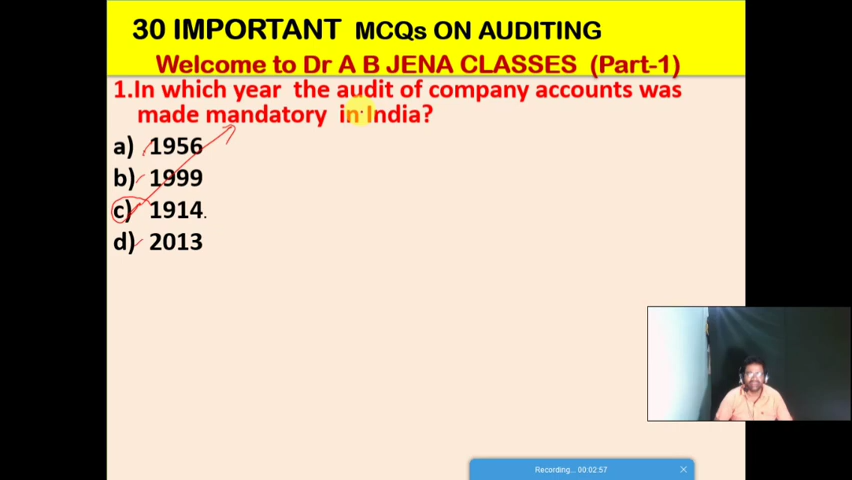 30 IMPORTANT MCQs ON AUDITING
Welcome to Dr A B JENA CLASSES (Part-1)
1.In which year the audit of company accounts was
made mandatory in India?
a) 1956
b) 1999
c) 1914.
d) 2013
Recording... 00:02:57